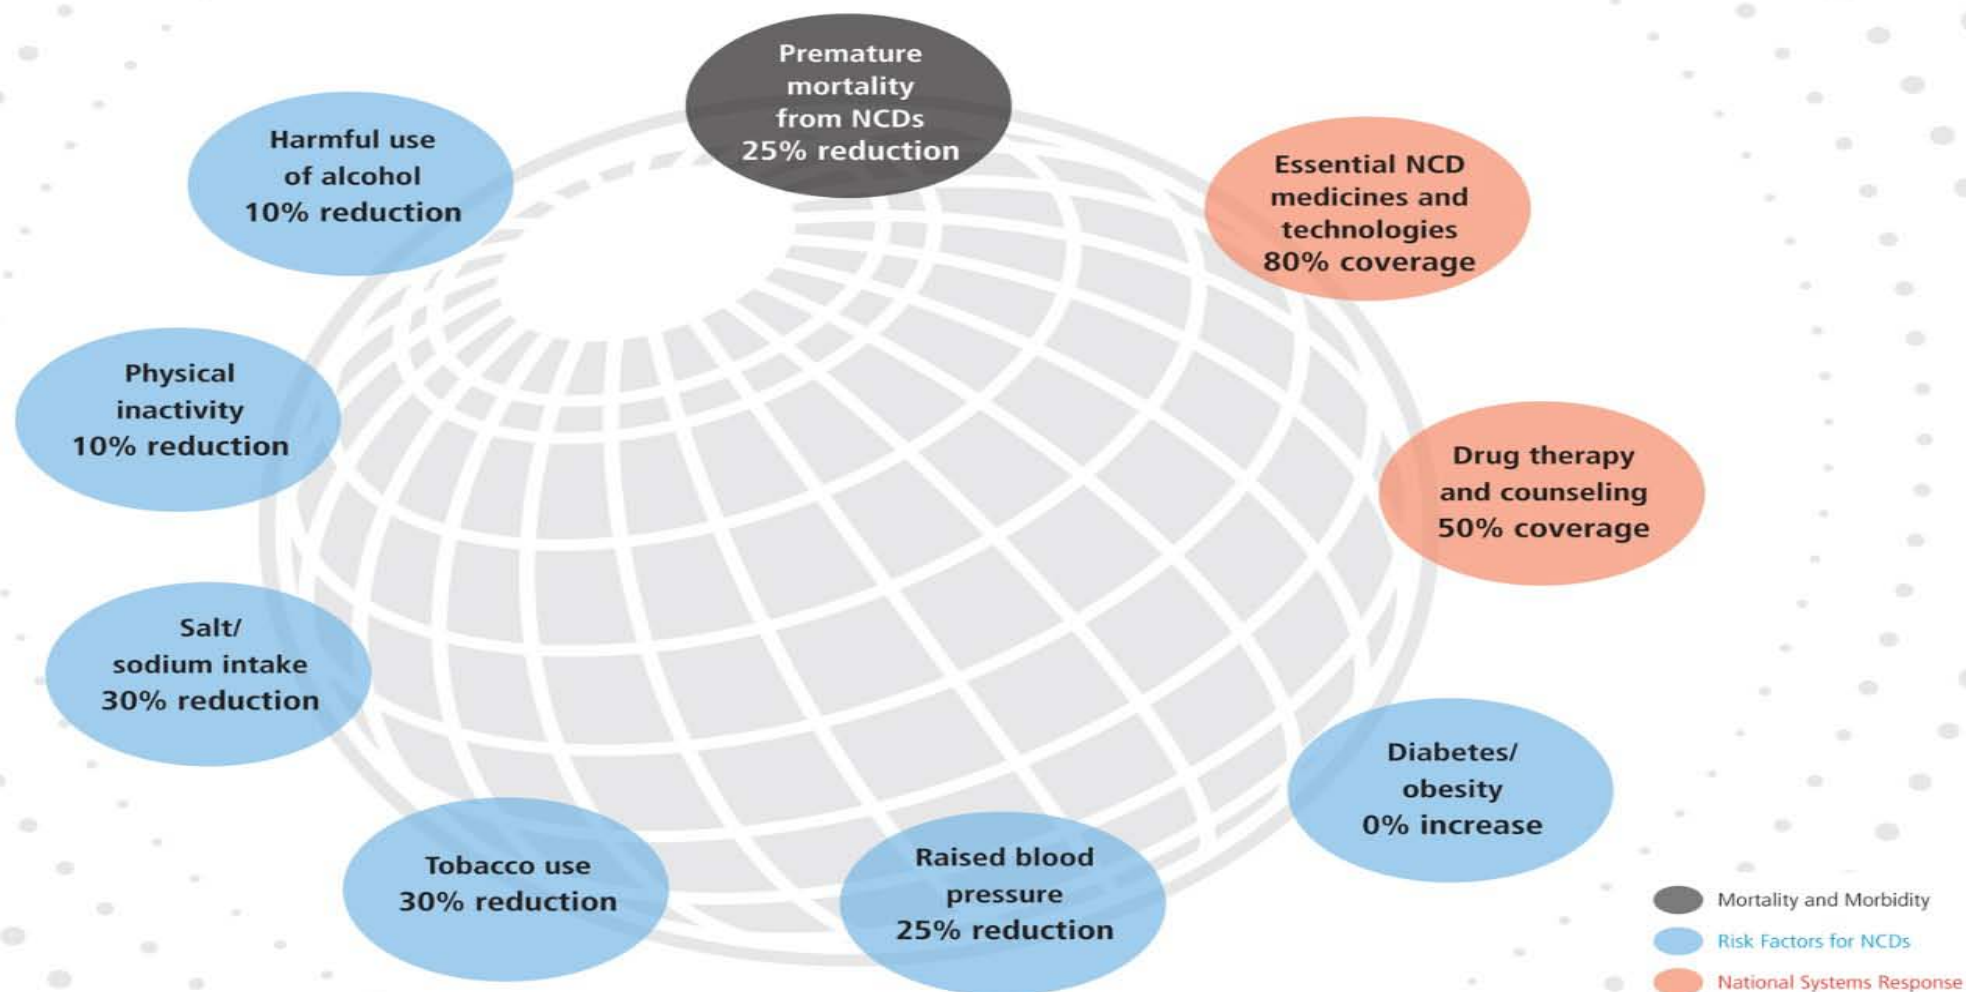 Premature
mortality
from NCDs
25% reduction
Harmful use
of alcohol
10% reduction
Essential NCD
medicines and
technologies
80% coverage
Physical
inactivity
10% reduction
Drug therapy
and counseling
50% coverage
Salt/
sodium intake
30% reduction
Diabetes/
obesity
0% increase
Tobacco use
30% reduction
Raised blood
pressure
25% reduction
Mortality and Morbidity
Risk Factors for NCDs
National Systems Response